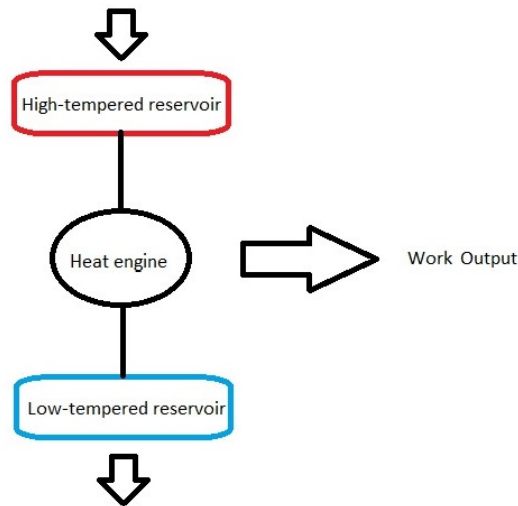 High-tempered reservoir
Heat engine
Work Output
Low-tempered reservoir